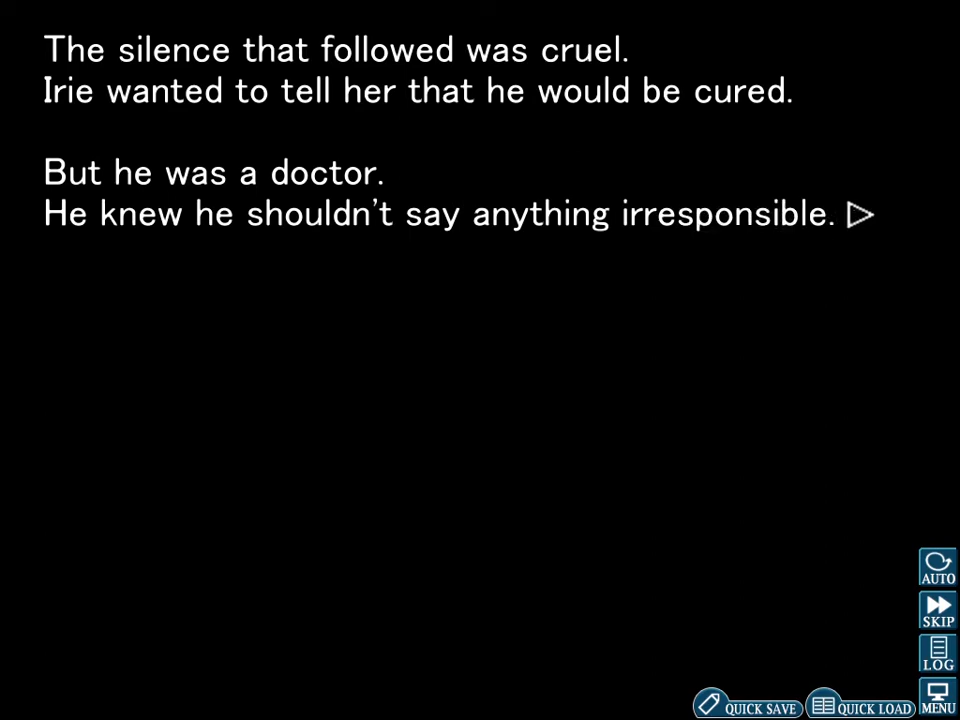 The silence that followed was cruel.
Irie wanted to tell her that he would be cured.
But he was a doctor.
He knew he shouldn't say anything irresponsible.
AUTO
SKIP
LOG
MENU
QUICK SAVE
QUICK LOAD